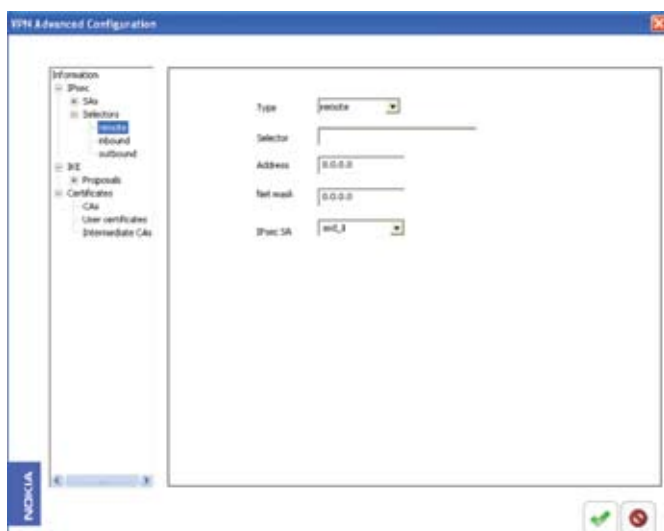 VPN Advanced Configuration
Information
IPsec
SAs
Selectors
remote
inbound
outbound
IKE
Proposals
Certificates
CAs
User certificates
Intermediate CAs
Type
remote
Selector
Address
0.0.0.0
Net mask
0.0.0.0
IPsec SA
NOKIA